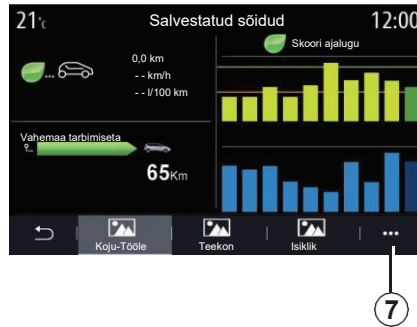 21°c Salvestatud sõidud 12:00
Skoori ajalugu
0,0 km
- - km/h
- - l/100 km
Vahemaa tarbimiseta
65Km
Koju-Tööle Teekon Isiklik
7